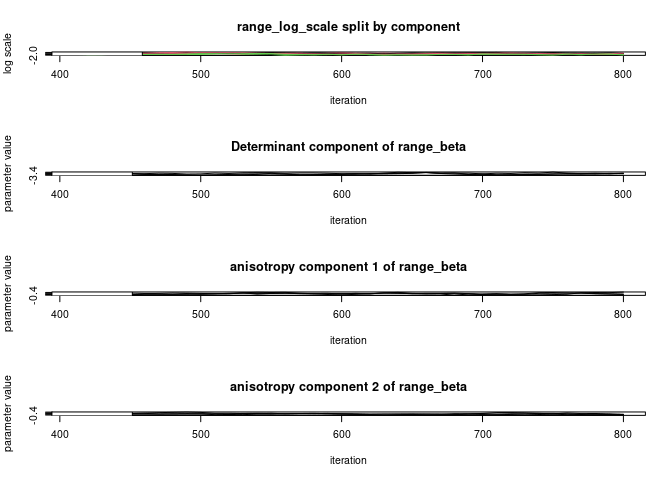 range_log_scale split by component
log scale
-2.0
400 500 600 700 800
iteration
Determinant component of range_beta
parameter value
-3.4
400 500 600 700 800
iteration
anisotropy component 1 of range_beta
parameter value
-0.4
400 500 600 700 800
iteration
anisotropy component 2 of range_beta
parameter value
-0.4
400 500 600 700 800
iteration